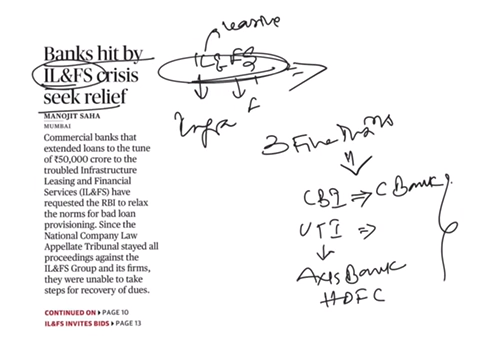 Banks hit by
IL&FS crisis
seek relief
MANOJIT SAHA
MUMBAI
Commercial banks that
extended loans to the tune
of ₹50,000 crore to the
troubled Infrastructure
Leasing and Financial
Services (IL&FS) have
requested the RBI to relax
the norms for bad loan
provisioning. Since the
National Company Law
Appellate Tribunal stayed all
proceedings against the
IL&FS Group and its firms,
they were unable to take
steps for recovery of dues.
CONTINUED ON ▸ PAGE 10
IL&FS INVITES BIDS ▸ PAGE 13
IL&FS
Infra F
3
CBI ⇒ C Bank
UTI ⇒
Axis Bank
HDFC